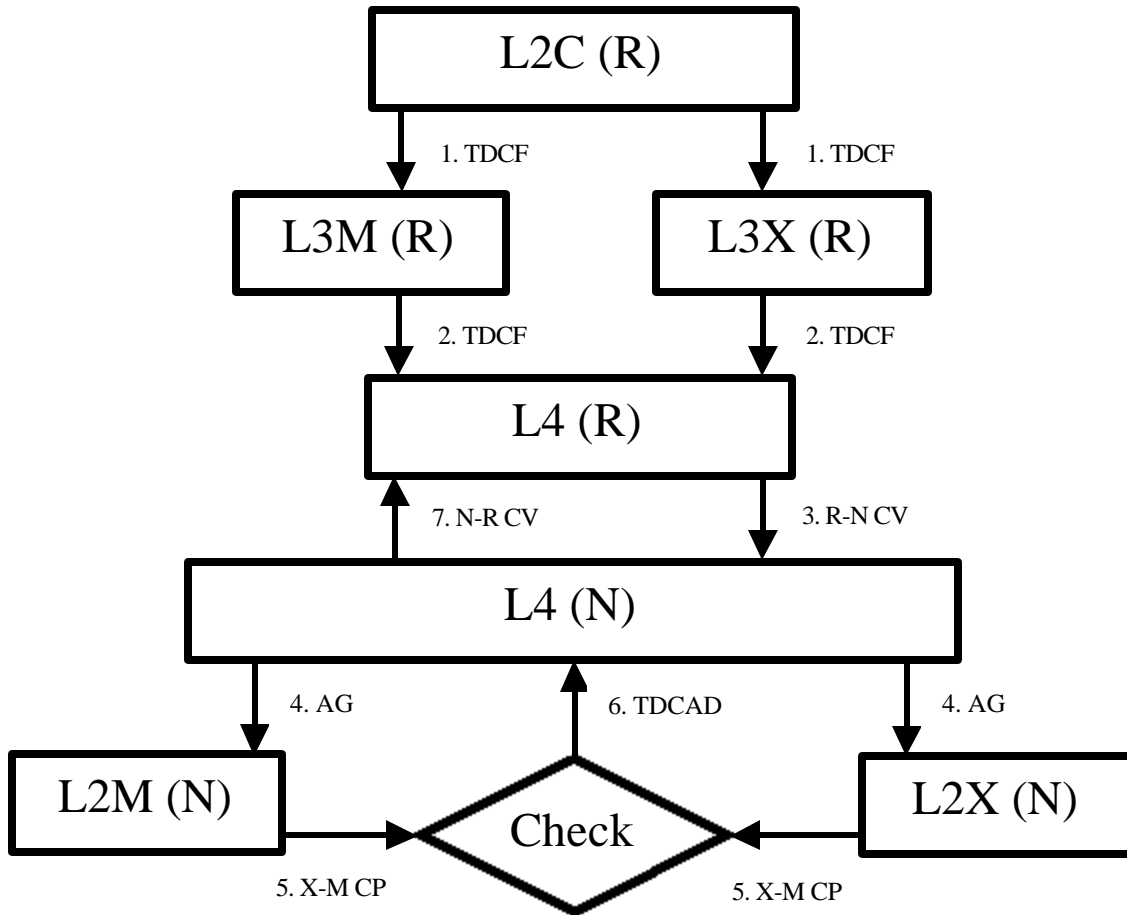 L2C (R)
1. TDCF
1. TDCF
L3M (R)
L3X (R)
2. TDCF
2. TDCF
L4 (R)
7. N-R CV
3. R-N CV
L4 (N)
4. AG
6. TDCAD
4. AG
L2M (N)
L2X (N)
Check
5. X-M CP
5. X-M CP